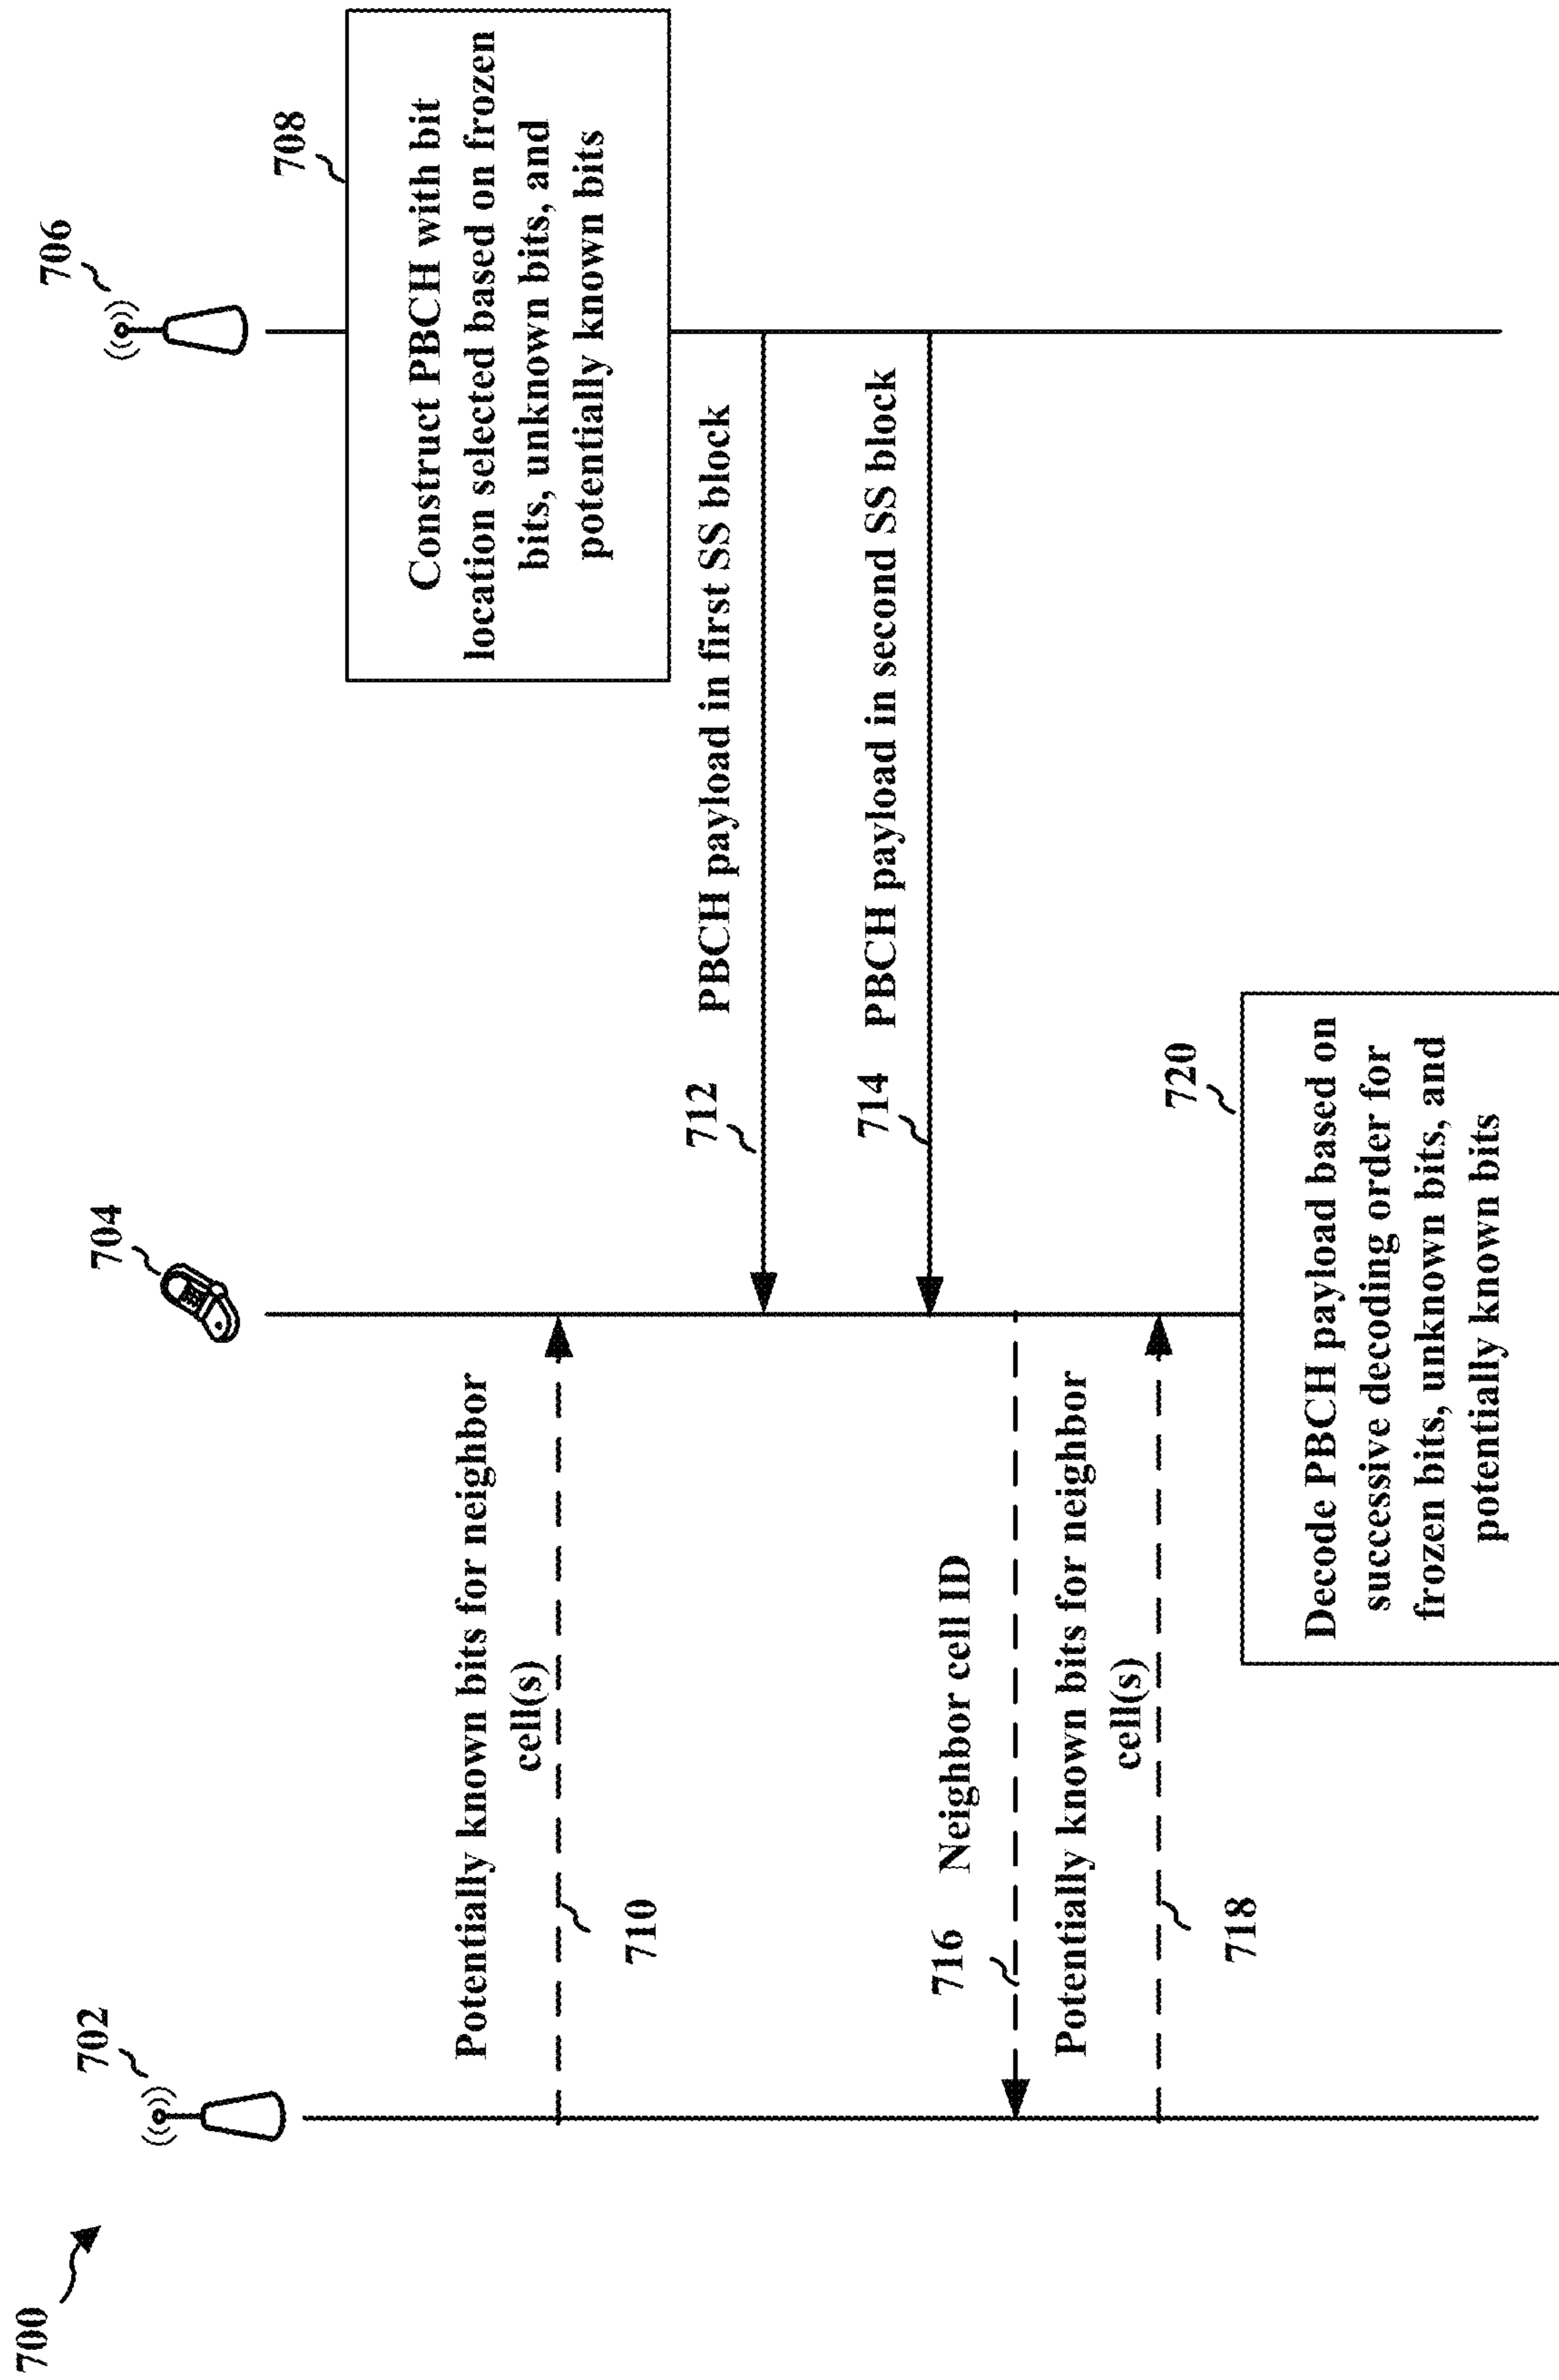 700
702
704
706
708
Construct PBCH with bit
location selected based on frozen
bits, unknown bits, and
potentially known bits
Potentially known bits for neighbor
cell(s)
710
712
PBCH payload in first SS block
714
PBCH payload in second SS block
716
Neighbor cell ID
Potentially known bits for neighbor
cell(s)
718
720
Decode PBCH payload based on
successive decoding order for
frozen bits, unknown bits, and
potentially known bits